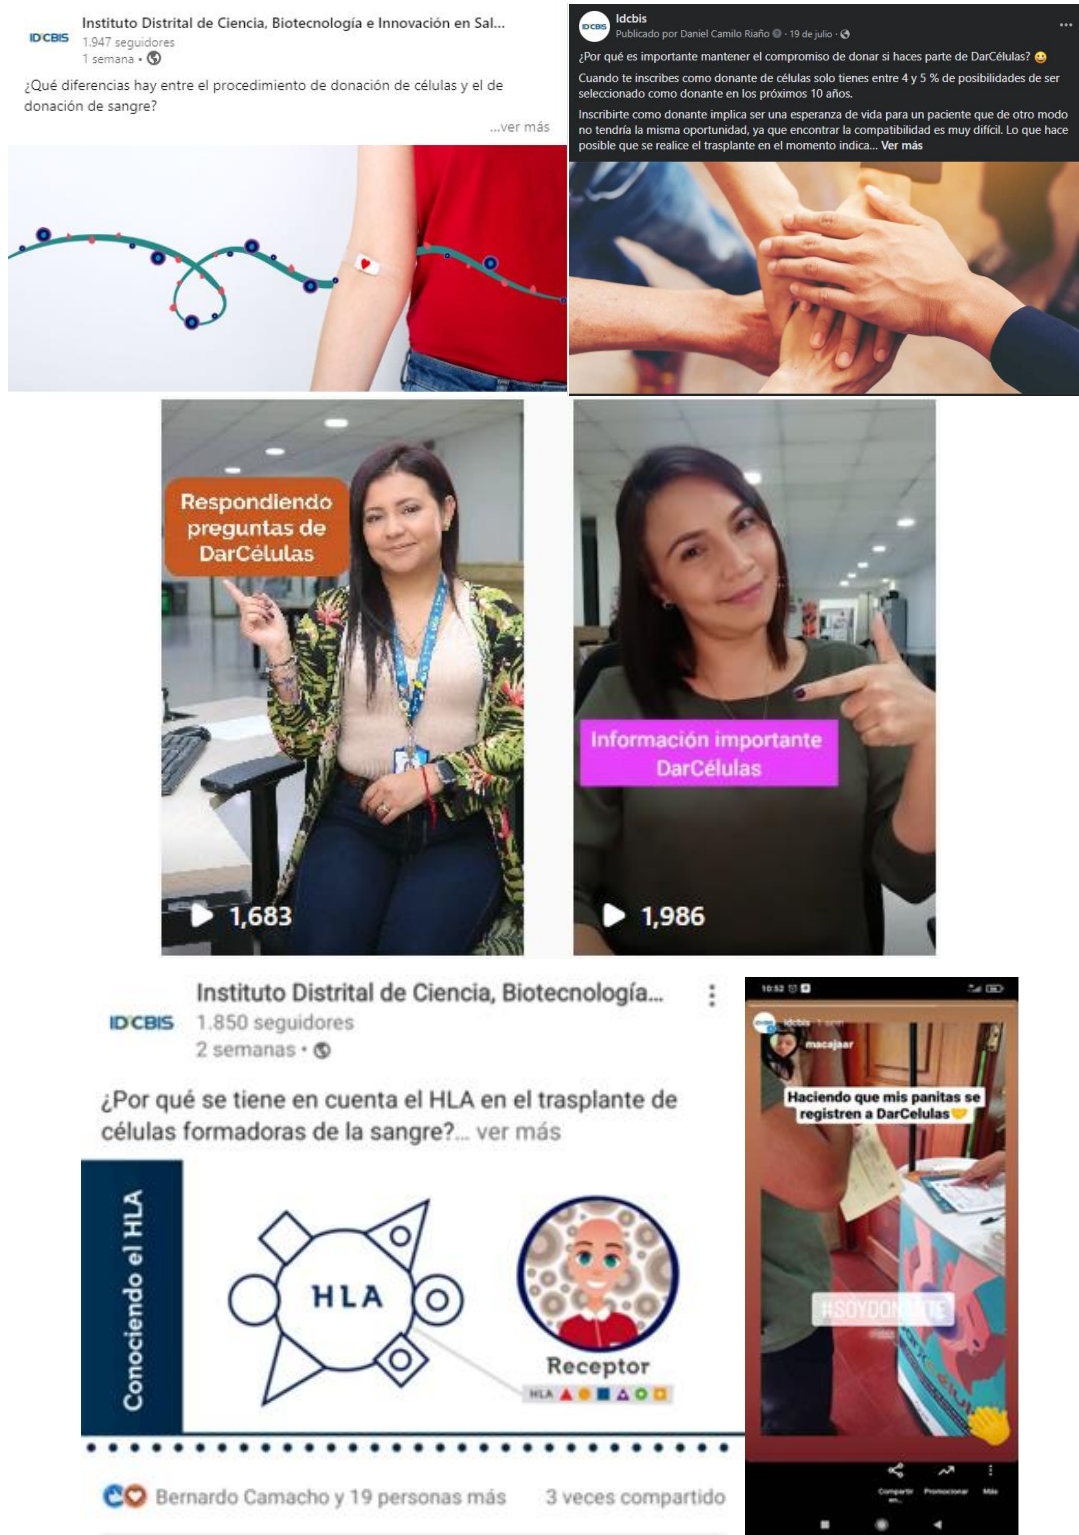 IDCBIS
Instituto Distrital de Ciencia, Biotecnología e Innovación en Sal...
1.947 seguidores
1 semana •
¿Qué diferencias hay entre el procedimiento de donación de células y el de
donación de sangre?
...ver más
IDCBIS
Idcbis
Publicado por Daniel Camilo Riaño · 19 de julio ·
¿Por qué es importante mantener el compromiso de donar si haces parte de DarCélulas? 😀
Cuando te inscribes como donante de células solo tienes entre 4 y 5 % de posibilidades de ser
seleccionado como donante en los próximos 10 años.
Inscribirte como donante implica ser una esperanza de vida para un paciente que de otro modo
no tendría la misma oportunidad, ya que encontrar la compatibilidad es muy difícil. Lo que hace
posible que se realice el trasplante en el momento indica... Ver más
Respondiendo
preguntas de
DarCélulas
1,683
Información importante
DarCélulas
1,986
IDCBIS
Instituto Distrital de Ciencia, Biotecnología...
1.850 seguidores
2 semanas •
¿Por qué se tiene en cuenta el HLA en el trasplante de
células formadoras de la sangre?... ver más
Conociendo el HLA
HLA
Receptor
HLA
Bernardo Camacho y 19 personas más
3 veces compartido
10:52
idcbis 1 sem
macajaar
Haciendo que mis panitas se
registren a DarCelulas
Compartir
en...
Promocionar
Más